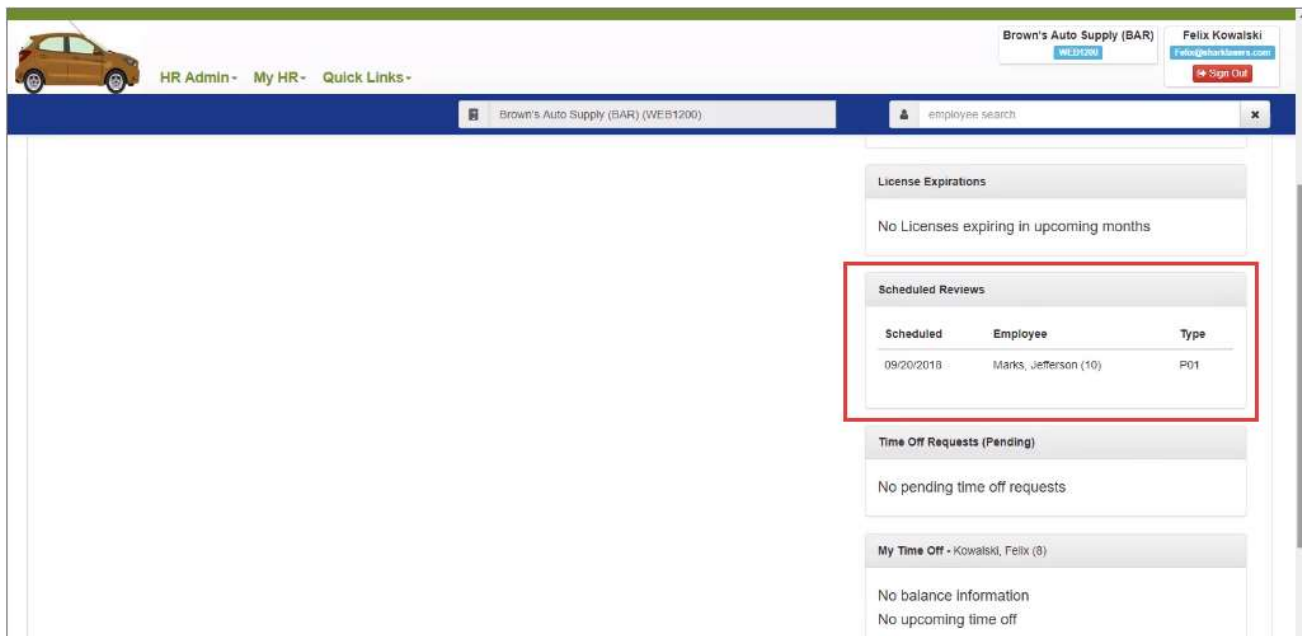 Brown's Auto Supply (BAR)
WEB1200
Felix Kowalski
Felix@sharklasers.com
Sign Out
HR Admin
My HR
Quick Links
Brown's Auto Supply (BAR) (WEB1200)
employee search
License Expirations
No Licenses expiring in upcoming months
Scheduled Reviews
Scheduled Employee Type
09/20/2018 Marks, Jefferson (10) P01
Time Off Requests (Pending)
No pending time off requests
My Time Off - Kowalski, Felix (8)
No balance information
No upcoming time off